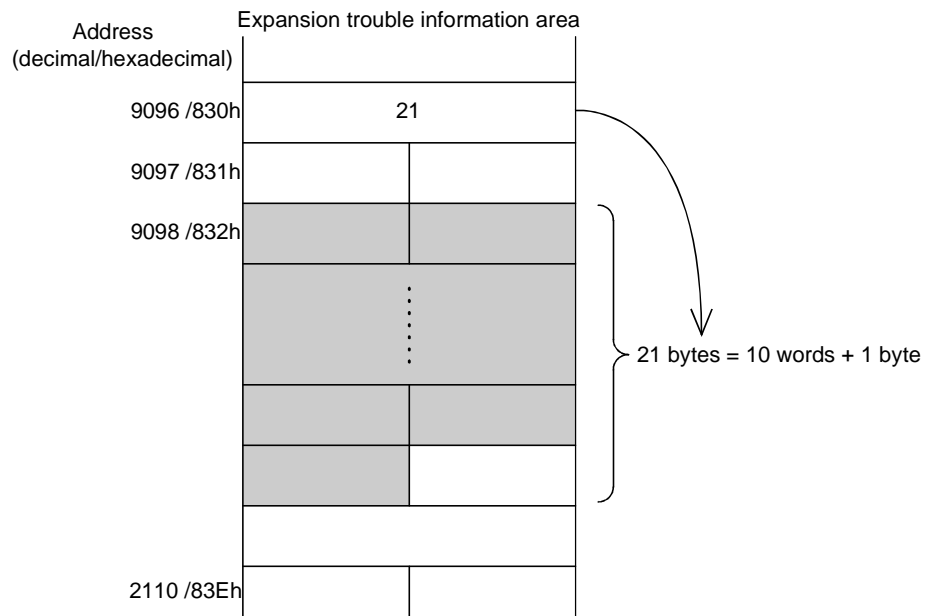 Expansion trouble information area
Address
(decimal/hexadecimal)
9096 /830h
21
9097 /831h
9098 /832h
21 bytes = 10 words + 1 byte
2110 /83Eh